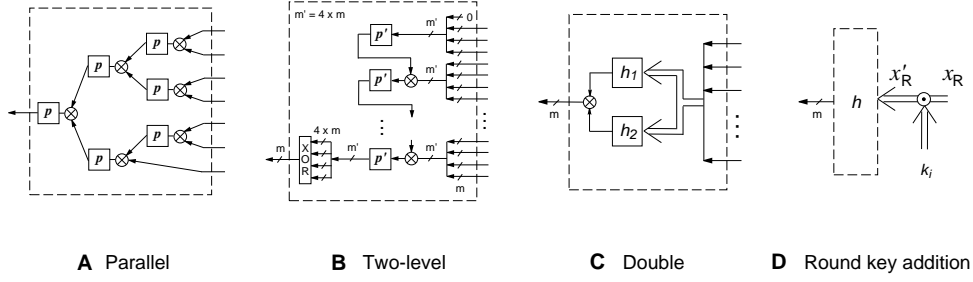 p
p
p
p
p
p
m' = 4 × m
0
p'
m'
p'
m'
4 × m
m
X
O
R
m'
p'
m'
m
h₁
h₂
m
x'R
xR
h
m
kᵢ
A Parallel
B Two-level
C Double
D Round key addition